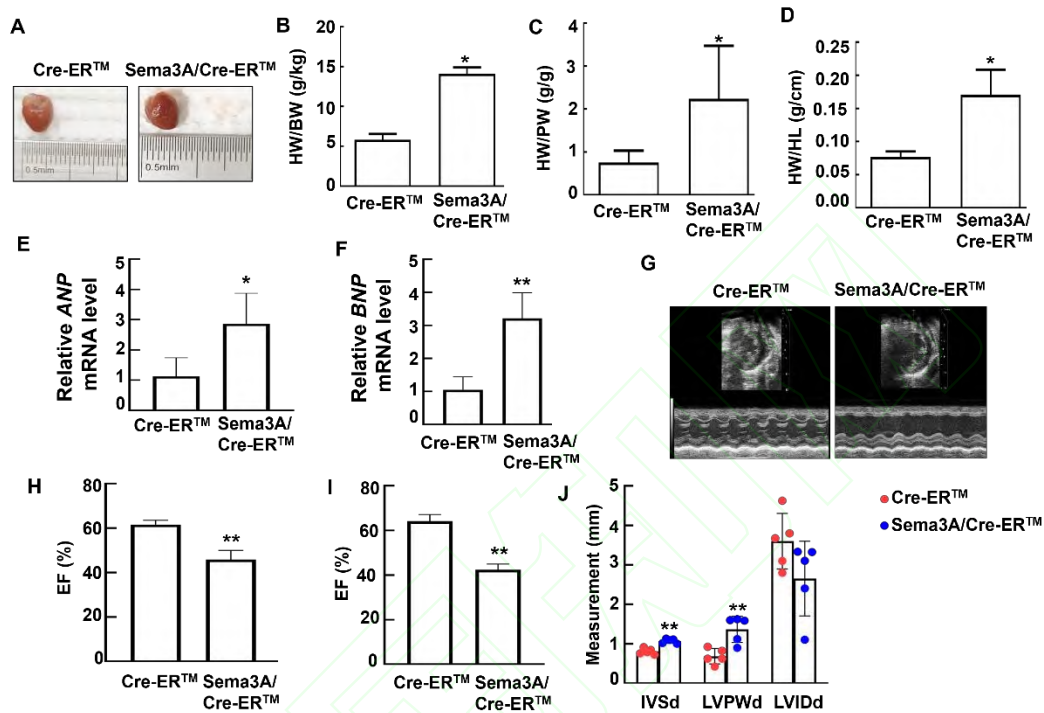 A
Cre-ER™
Sema3A/Cre-ER™
0.5mm
0.5mm
B
HW/BW (g/kg)
20
15
10
5
0
*
Cre-ER™
Sema3A/
Cre-ER™
C
HW/PW (g/g)
4
3
2
1
0
*
Cre-ER™
Sema3A/
Cre-ER™
D
HW/HL (g/cm)
0.25
0.20
0.15
0.10
0.05
0.00
*
Cre-ER™
Sema3A/
Cre-ER™
E
Relative ANP
mRNA level
5
4
3
2
1
0
*
Cre-ER™
Sema3A/
Cre-ER™
F
Relative BNP
mRNA level
5
4
3
2
1
0
**
Cre-ER™
Sema3A/
Cre-ER™
G
Cre-ER™
Sema3A/Cre-ER™
H
EF (%)
80
60
40
20
0
**
Cre-ER™
Sema3A/
Cre-ER™
I
EF (%)
80
60
40
20
0
**
Cre-ER™
Sema3A/
Cre-ER™
J
Measurement (mm)
5
4
3
2
1
0
**
**
IVSd
LVPWd
LVIDd
Cre-ER™
Sema3A/Cre-ER™